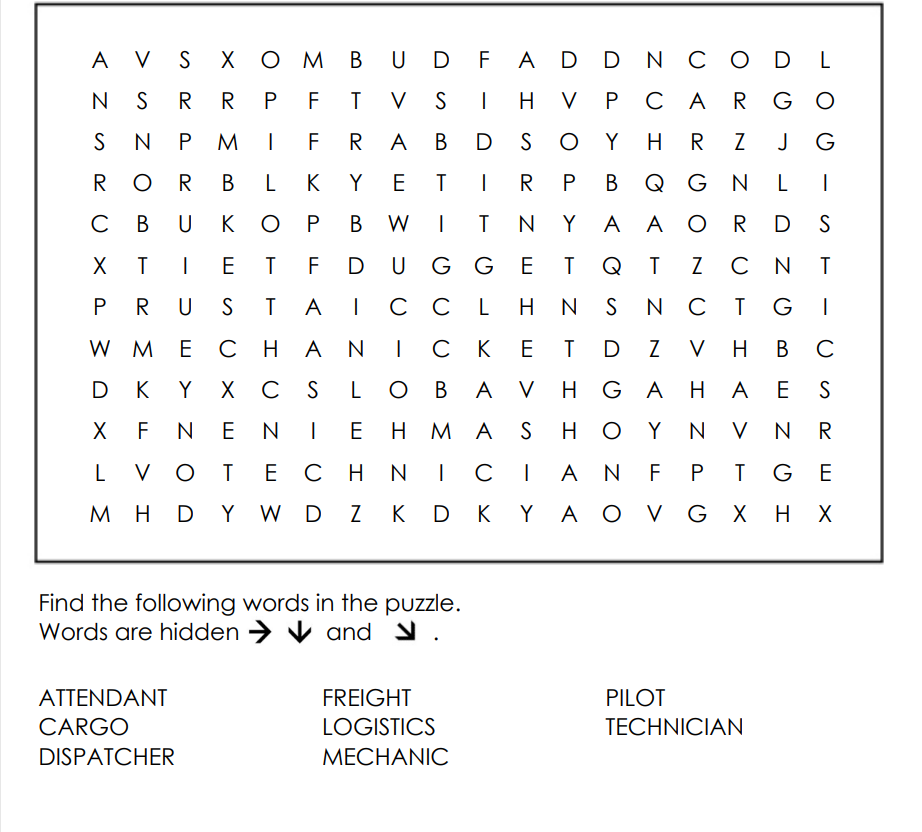 A V S X O M B U D F A D D N C O D L
N S R R P F T V S I H V P C A R G O
S N P M I F R A B D S O Y H R Z J G
R O R B L K Y E T I R P B Q G N L I
C B U K O P B W I T N Y A A O R D S
X T I E T F D U G G E T Q T Z C N T
P R U S T A I C C L H N S N C T G I
W M E C H A N I C K E T D Z V H B C
D K Y X C S L O B A V H G A H A E S
X F N E N I E H M A S H O Y N V N R
L V O T E C H N I C I A N F P T G E
M H D Y W D Z K D K Y A O V G X H X
Find the following words in the puzzle.
Words are hidden → ↓ and ↘ .
ATTENDANT FREIGHT PILOT
CARGO LOGISTICS TECHNICIAN
DISPATCHER MECHANIC